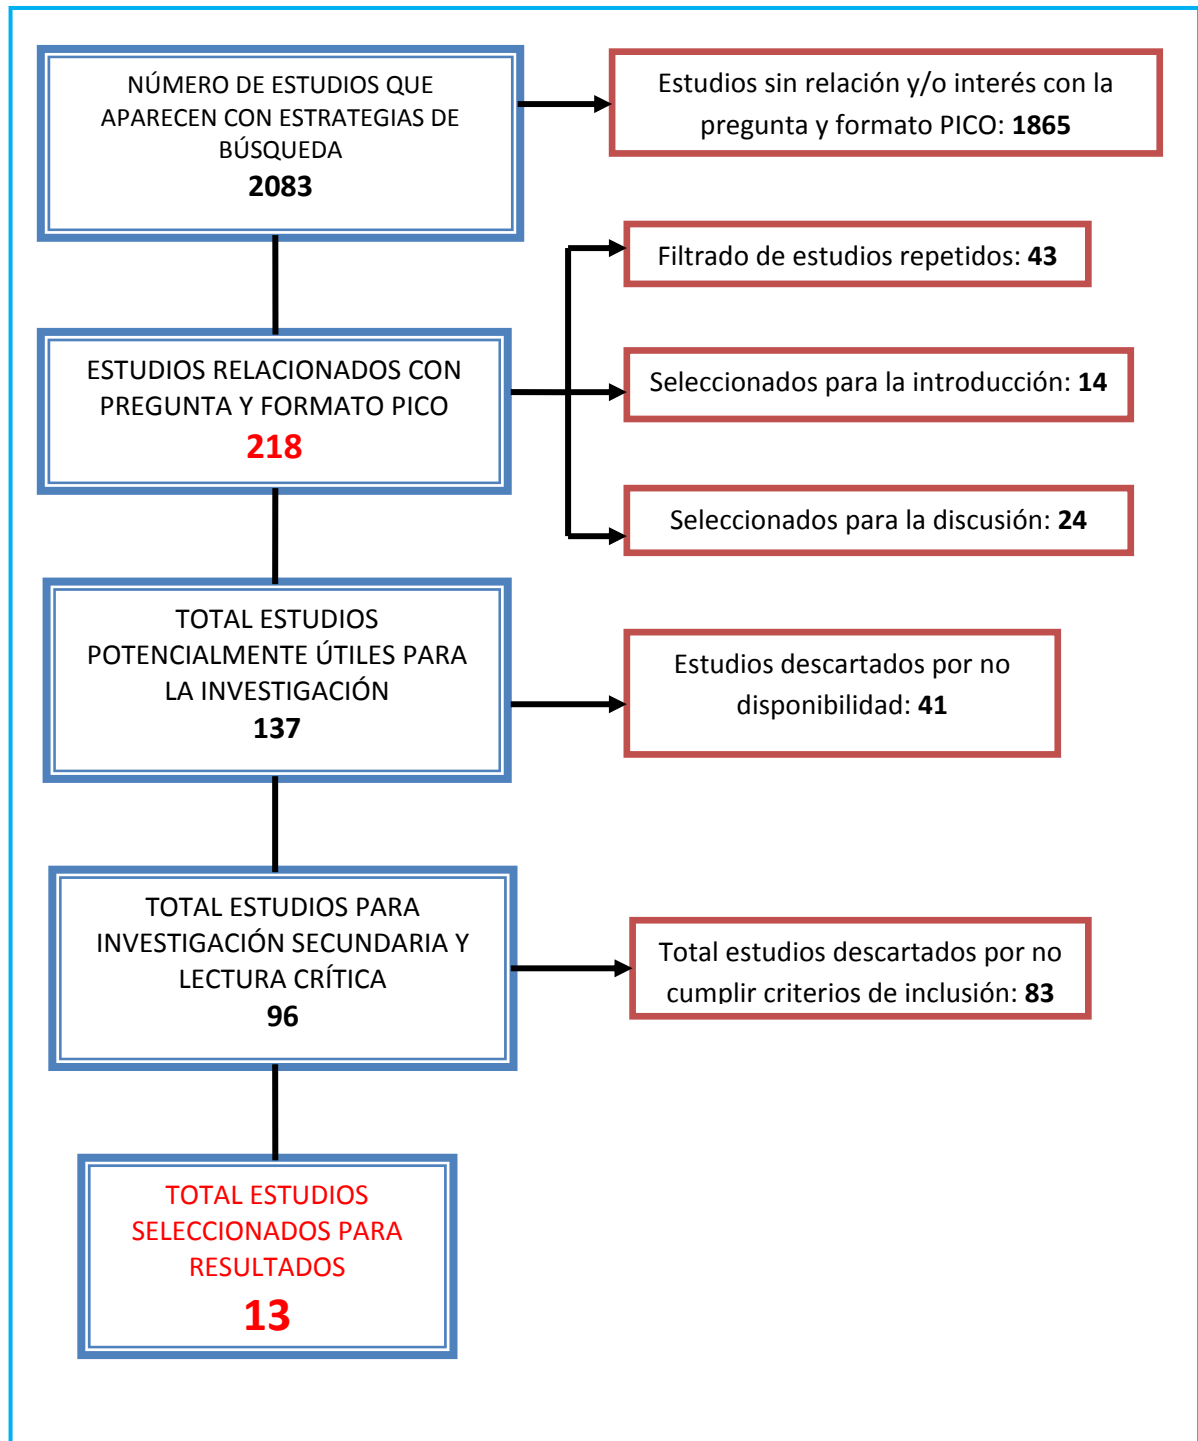 NÚMERO DE ESTUDIOS QUE
APARECEN CON ESTRATEGIAS DE
BÚSQUEDA
2083
Estudios sin relación y/o interés con la
pregunta y formato PICO: 1865
Filtrado de estudios repetidos: 43
ESTUDIOS RELACIONADOS CON
PREGUNTA Y FORMATO PICO
218
Seleccionados para la introducción: 14
Seleccionados para la discusión: 24
TOTAL ESTUDIOS
POTENCIALMENTE ÚTILES PARA
LA INVESTIGACIÓN
137
Estudios descartados por no
disponibilidad: 41
TOTAL ESTUDIOS PARA
INVESTIGACIÓN SECUNDARIA Y
LECTURA CRÍTICA
96
Total estudios descartados por no
cumplir criterios de inclusión: 83
TOTAL ESTUDIOS
SELECCIONADOS PARA
RESULTADOS
13